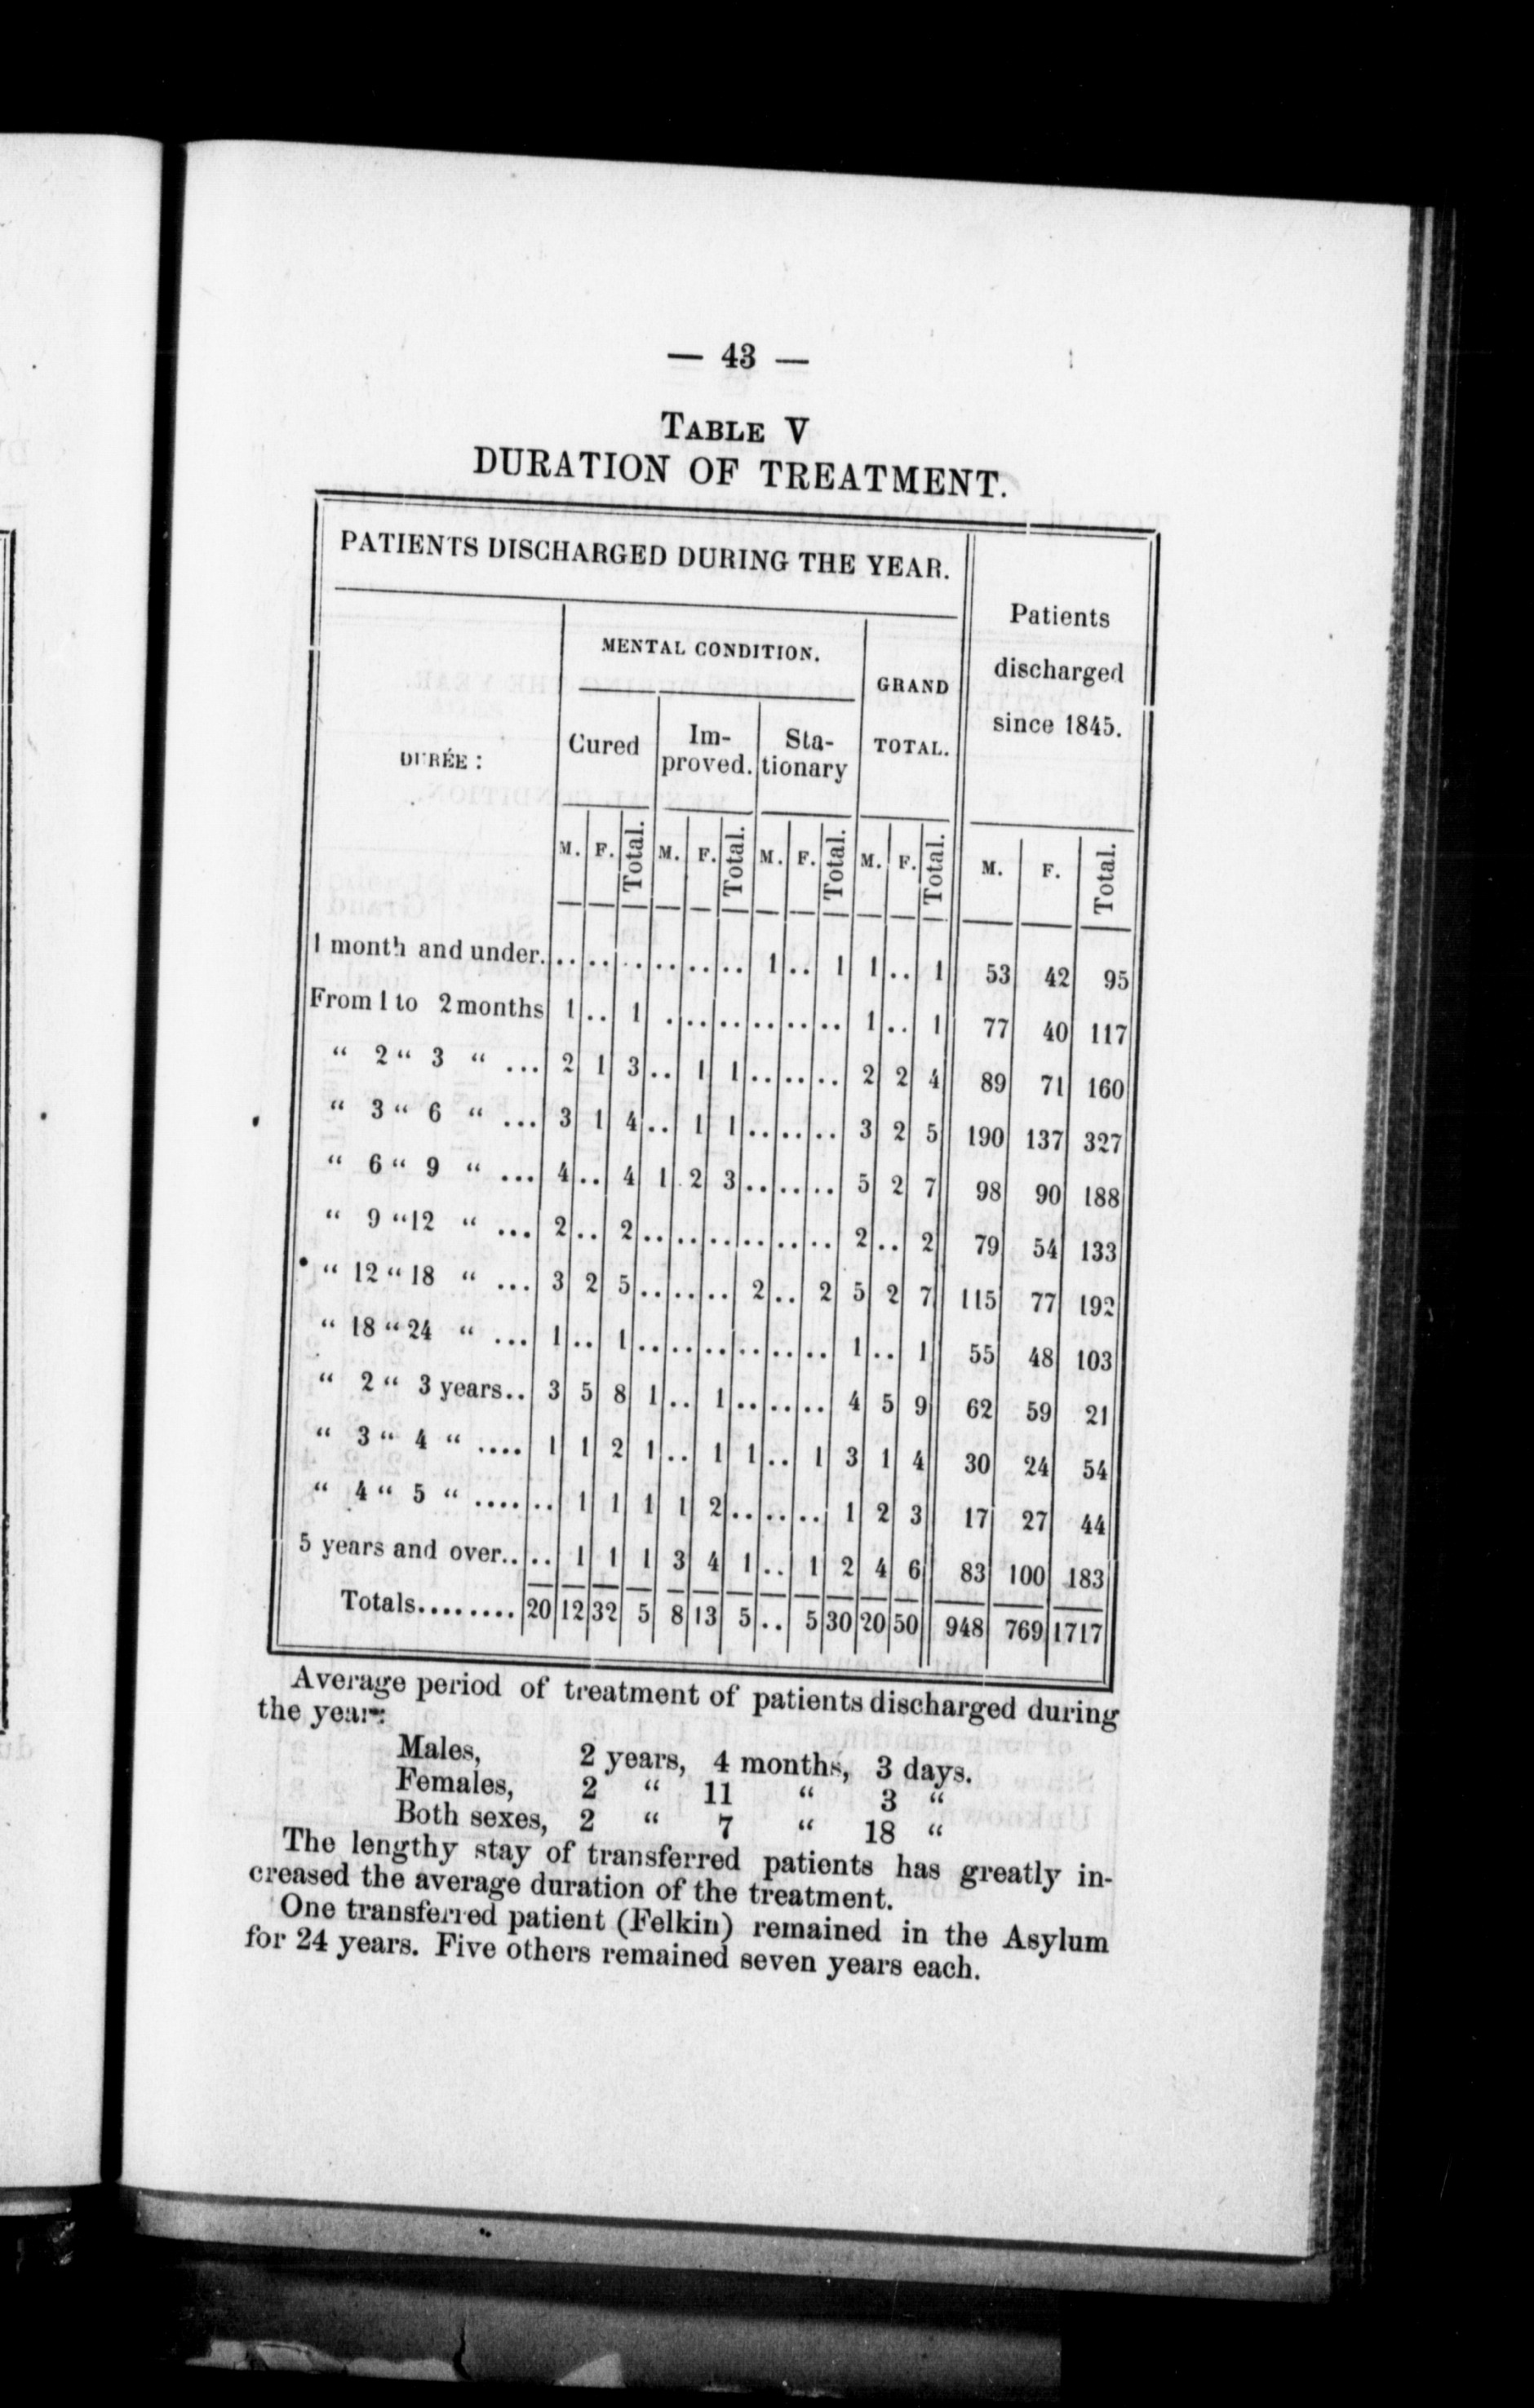 — 43 —
TABLE V
DURATION OF TREATMENT.
PATIENTS DISCHARGED DURING THE YEAR.
Patients discharged since 1845.
MENTAL CONDITION.
GRAND TOTAL.
DURÉE :
Cured
Im-proved.
Sta-tionary
M. F. Total. M. F. Total. M. F. Total. M. F. Total. M. F. Total.
1 month and under. .. .. .. .. .. .. 1 .. 1 1 .. 1 53 42 95
From 1 to 2 months 1 .. 1 . .. .. .. .. .. 1 .. 1 77 40 117
“ 2 “ 3 “ ... 2 1 3 .. 1 1 .. .. .. 2 2 4 89 71 160
“ 3 “ 6 “ ... 3 1 4 .. 1 1 .. .. .. 3 2 5 190 137 327
“ 6 “ 9 “ ... 4 .. 4 1 2 3 .. .. .. 5 2 7 98 90 188
“ 9 “ 12 “ ... 2 .. 2 .. .. .. .. .. .. 2 .. 2 79 54 133
“ 12 “ 18 “ ... 3 2 5 .. .. .. 2 .. 2 5 2 7 115 77 192
“ 18 “ 24 “ ... 1 .. 1 .. .. .. .. .. .. 1 .. 1 55 48 103
“ 2 “ 3 years.. 3 5 8 1 .. 1 .. .. .. 4 5 9 62 59 21
“ 3 “ 4 “ .... 1 1 2 1 .. 1 1 .. 1 3 1 4 30 24 54
“ 4 “ 5 “ .... .. 1 1 1 1 2 .. .. .. 1 2 3 17 27 44
5 years and over.. .. 1 1 1 3 4 1 .. 1 2 4 6 83 100 183
Totals........ 20 12 32 5 8 13 5 .. 5 30 20 50 948 769 1717
Average period of treatment of patients discharged during
the year:
Males, 2 years, 4 months, 3 days.
Females, 2 “ 11 “ 3 “
Both sexes, 2 “ 7 “ 18 “
The lengthy stay of transferred patients has greatly in-
creased the average duration of the treatment.
One transferred patient (Felkin) remained in the Asylum
for 24 years. Five others remained seven years each.